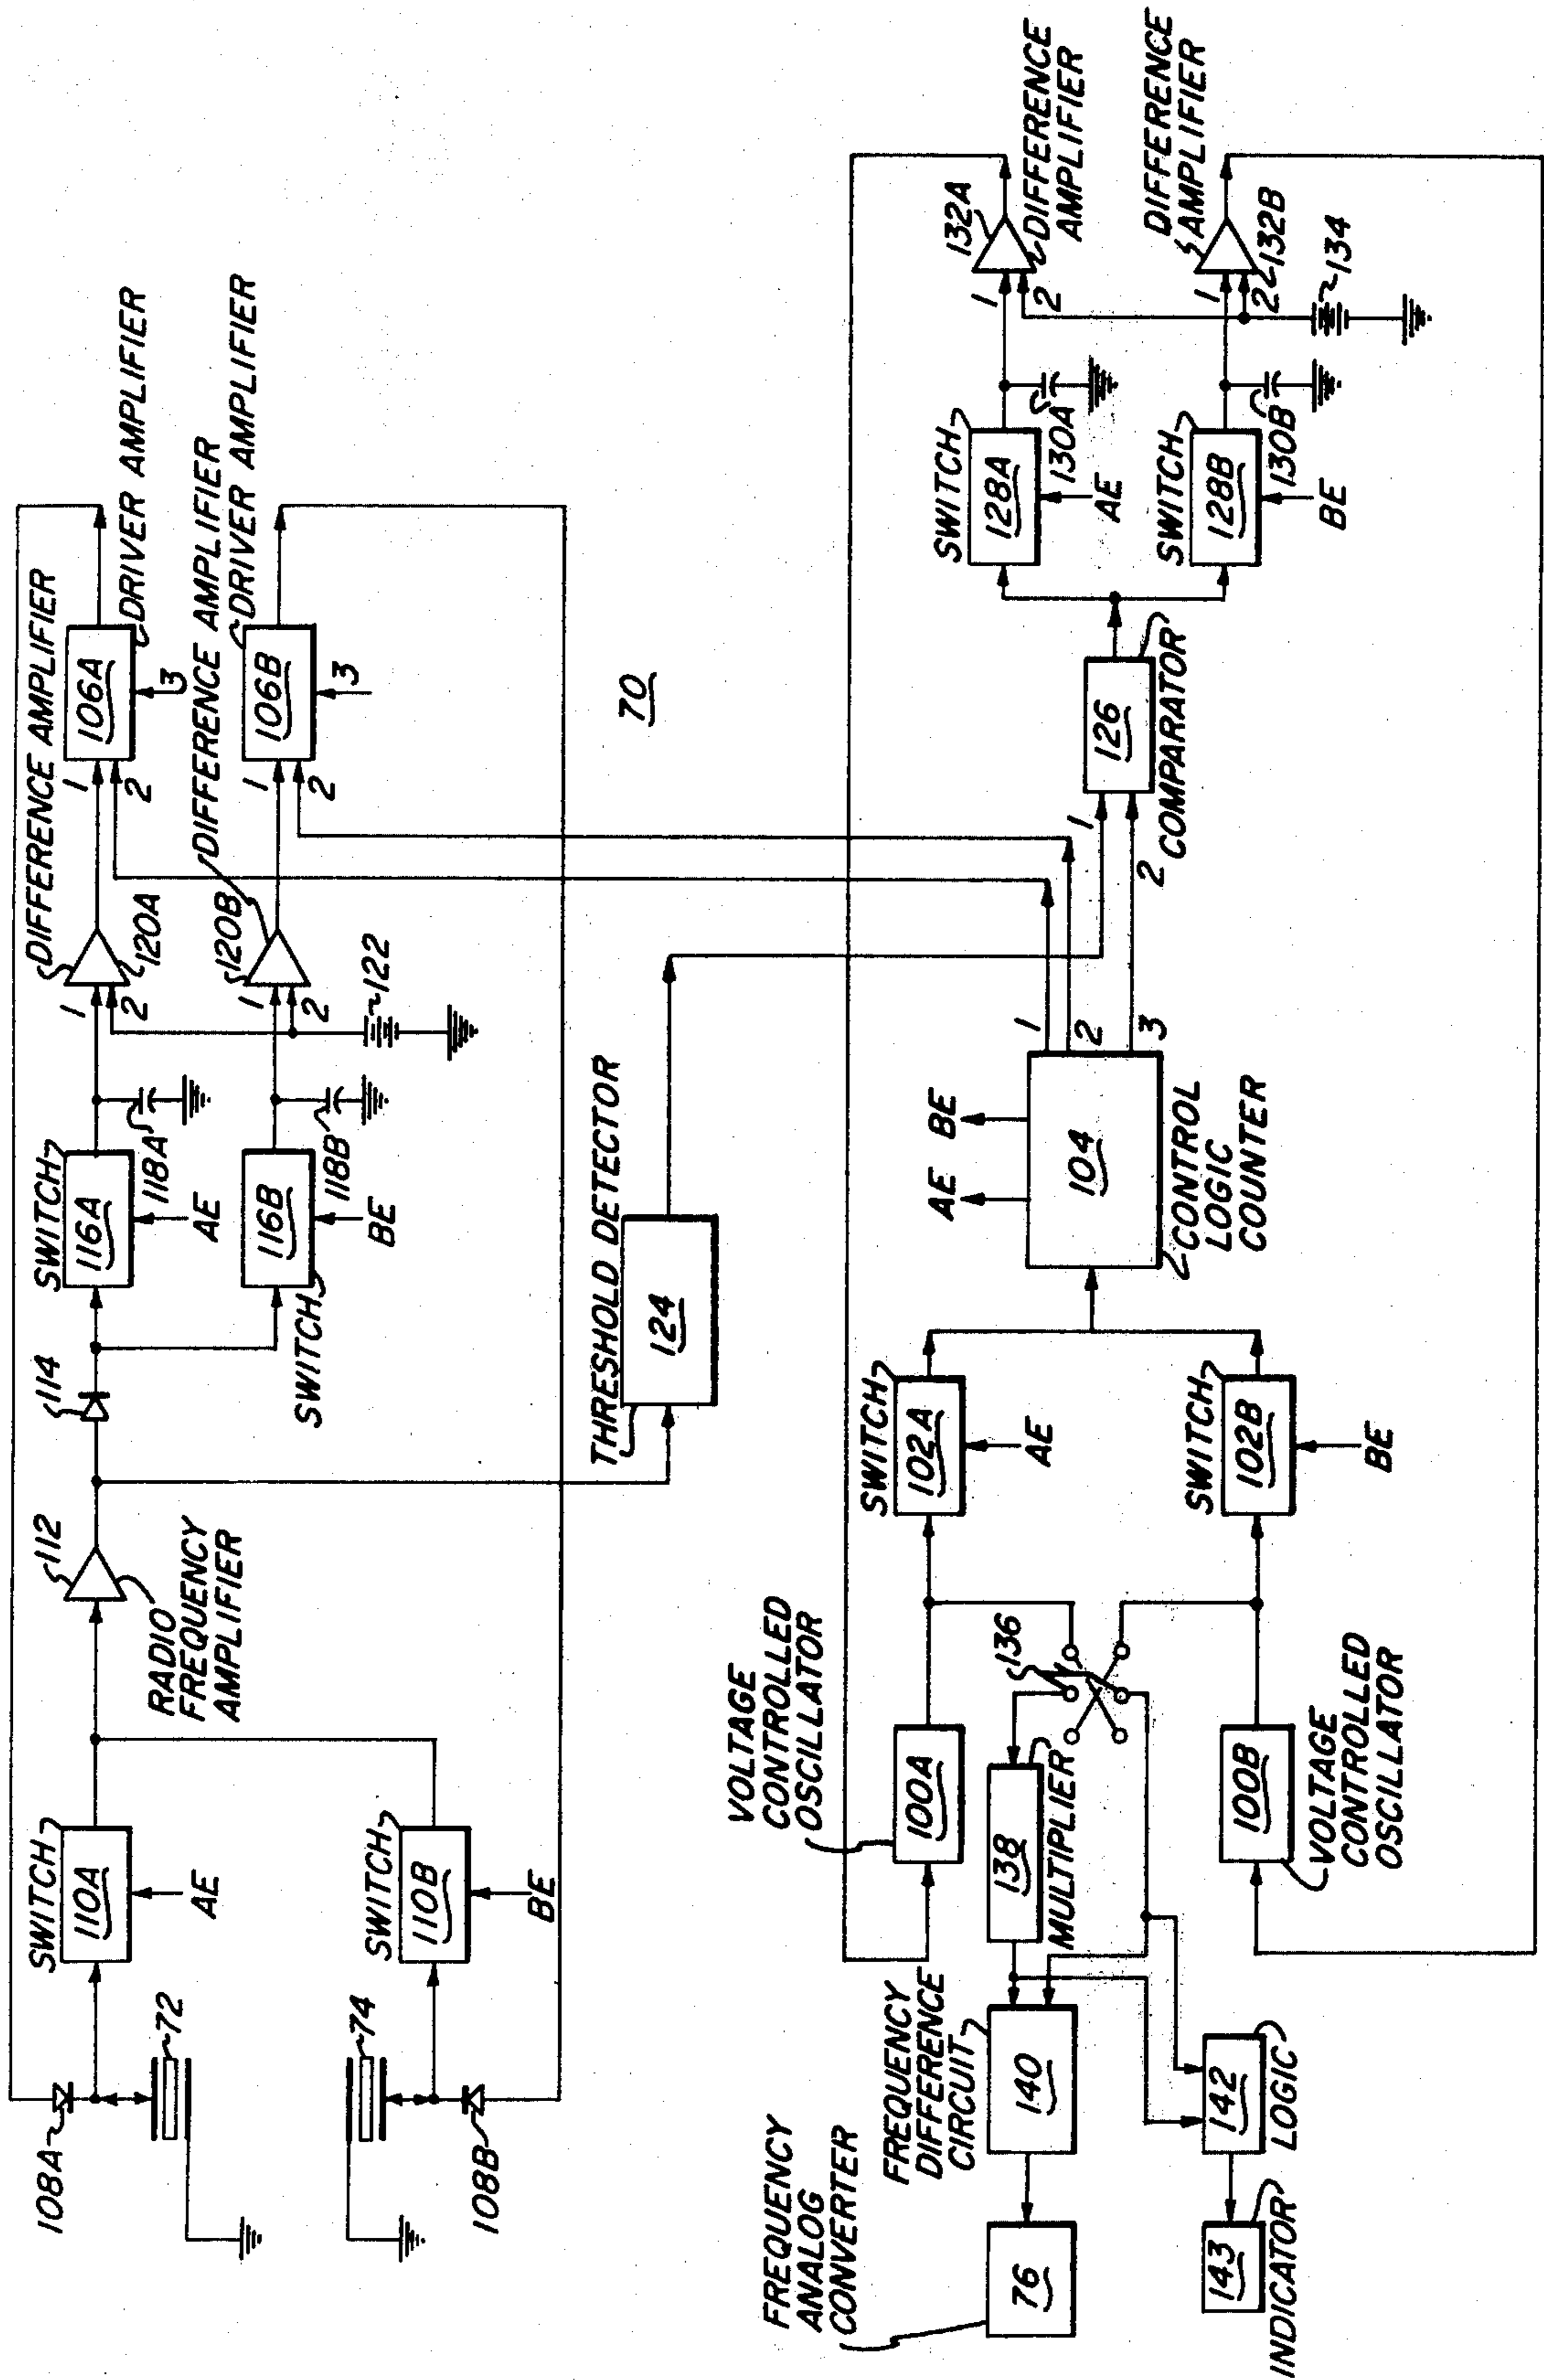 108A
72
SWITCH
110A
AE
74
108B
SWITCH
110B
BE
112
RADIO
FREQUENCY
AMPLIFIER
114
SWITCH
116A
118A
AE
116B
118B
BE
SWITCH
DIFFERENCE AMPLIFIER
1
2
120A
120B
1
2
122
DIFFERENCE AMPLIFIER
1
2
106A
3
DRIVER AMPLIFIER
1
2
106B
3
DRIVER AMPLIFIER
THRESHOLD DETECTOR
124
70
VOLTAGE
CONTROLLED
OSCILLATOR
100A
SWITCH
102A
AE
136
138
MULTIPLIER
100B
VOLTAGE
CONTROLLED
OSCILLATOR
SWITCH
102B
BE
FREQUENCY
ANALOG
CONVERTER
76
FREQUENCY
DIFFERENCE
CIRCUIT
140
142
LOGIC
143
INDICATOR
AE
BE
104
1
2
3
CONTROL
LOGIC
COUNTER
1
2
126
COMPARATOR
SWITCH
128A
130A
AE
SWITCH
128B
130B
BE
132A
1
2
DIFFERENCE
AMPLIFIER
DIFFERENCE
AMPLIFIER
1
2
132B
134